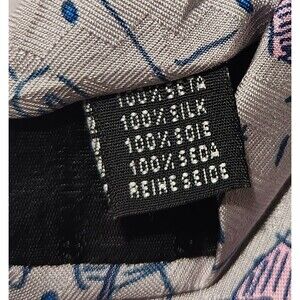 100% SETA
100% SILK
100% SOIE
100% SEDA
REINE SEIDE